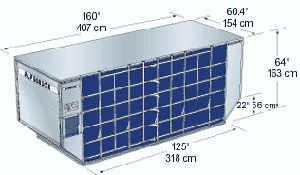 160"
407 cm
60.4"
154 cm
64"
163 cm
22" 56 cm
125"
318 cm